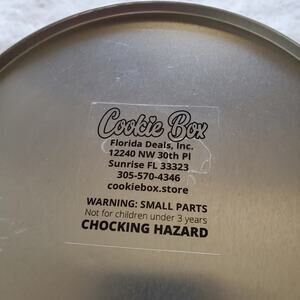 Cookie Box
Florida Deals, Inc.
12240 NW 30th Pl
Sunrise FL 33323
305-570-4346
cookiebox.store
WARNING: SMALL PARTS
Not for children under 3 years
CHOCKING HAZARD